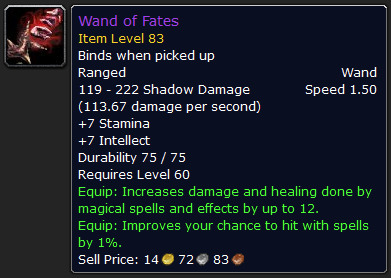 Wand of Fates
Item Level 83
Binds when picked up
Ranged Wand
119 - 222 Shadow Damage Speed 1.50
(113.67 damage per second)
+7 Stamina
+7 Intellect
Durability 75 / 75
Requires Level 60
Equip: Increases damage and healing done by
magical spells and effects by up to 12.
Equip: Improves your chance to hit with spells
by 1%.
Sell Price: 14 72 83